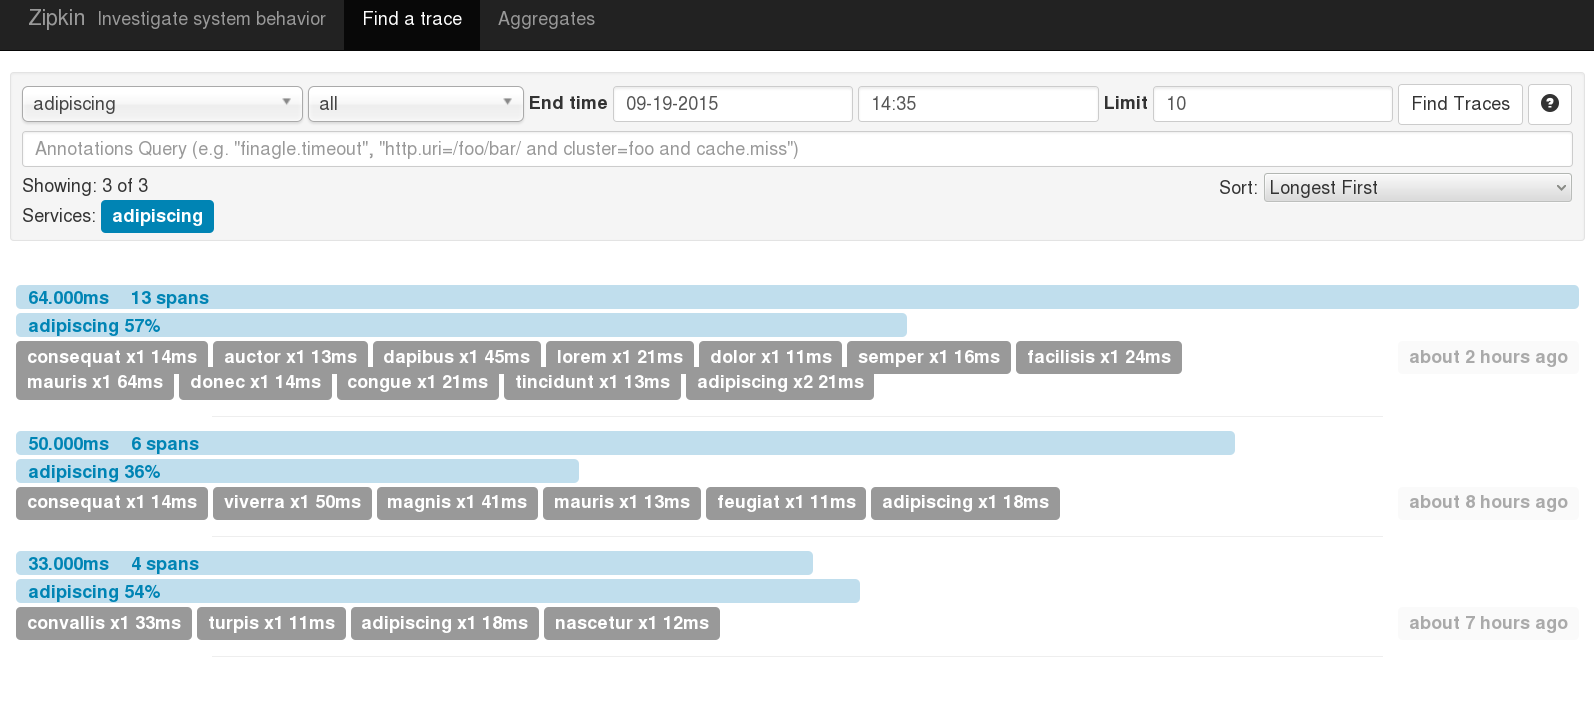 Zipkin Investigate system behavior Find a trace Aggregates
adipiscing all End time 09-19-2015 14:35 Limit 10 Find Traces ?
Annotations Query (e.g. "finagle.timeout", "http.uri=/foo/bar/ and cluster=foo and cache.miss")
Showing: 3 of 3 Sort: Longest First
Services: adipiscing
64.000ms 13 spans
adipiscing 57%
consequat x1 14ms auctor x1 13ms dapibus x1 45ms lorem x1 21ms dolor x1 11ms semper x1 16ms facilisis x1 24ms about 2 hours ago
mauris x1 64ms donec x1 14ms congue x1 21ms tincidunt x1 13ms adipiscing x2 21ms
50.000ms 6 spans
adipiscing 36%
consequat x1 14ms viverra x1 50ms magnis x1 41ms mauris x1 13ms feugiat x1 11ms adipiscing x1 18ms about 8 hours ago
33.000ms 4 spans
adipiscing 54%
convallis x1 33ms turpis x1 11ms adipiscing x1 18ms nascetur x1 12ms about 7 hours ago